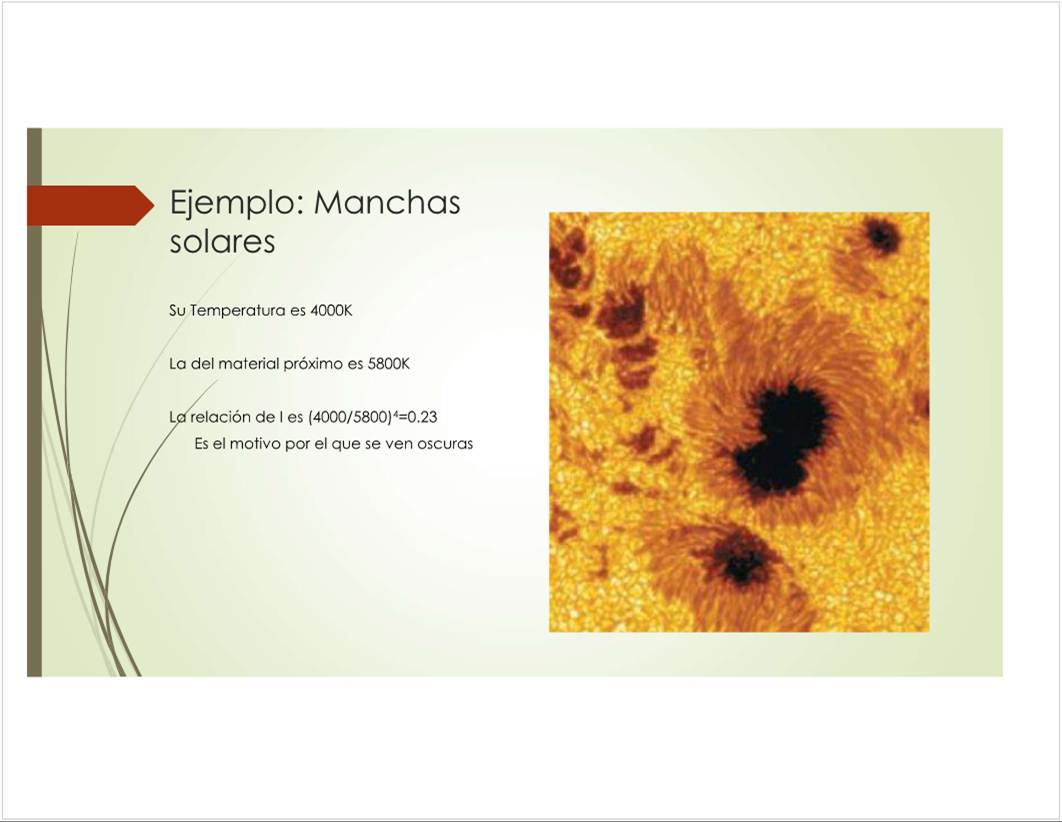 Ejemplo: Manchas
solares
Su Temperatura es 4000K
La del material próximo es 5800K
La relación de I es (4000/5800)⁴=0.23
Es el motivo por el que se ven oscuras